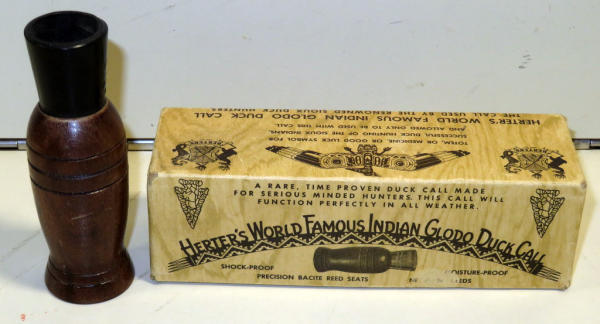 HERTER'S WORLD FAMOUS INDIAN GLODO DUCK CALL
THE CALL USED BY THE RENOWNED SIOUX DUCK HUNTERS
TOTEM, OR MEDICINE, OR GOOD LUCK SYMBOL FOR
SUCCESSFUL DUCK HUNTING OF THE SIOUX INDIANS,
AND ALLOWED ONLY TO BE USED WITH THIS CALL.
A RARE, TIME PROVEN DUCK CALL MADE
FOR SERIOUS MINDED HUNTERS. THIS CALL WILL
FUNCTION PERFECTLY IN ALL WEATHER.
HERTER'S WORLD FAMOUS INDIAN GLODO DUCK CALL
SHOCK-PROOF
MOISTURE-PROOF
PRECISION BACITE REED SEATS